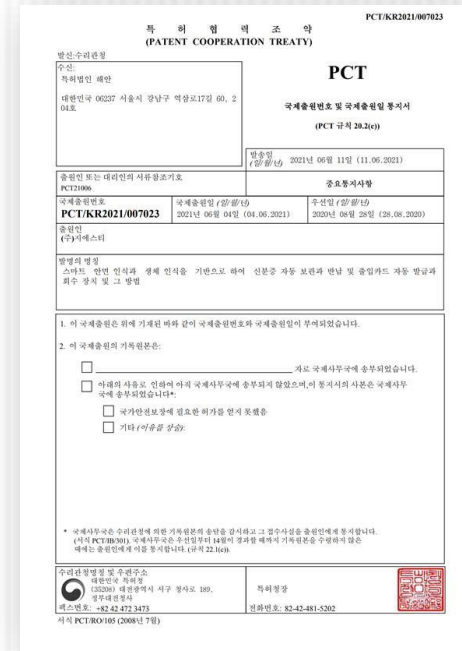 PCT/KR2021/007023
특 허 협 력 조 약
(PATENT COOPERATION TREATY)
발신:수리관청
수신:
특허법인 해안
대한민국 06237 서울시 강남구 역삼로17길 60, 2
04호
PCT
국제출원번호 및 국제출원일 통지서
(PCT 규칙 20.2(c))
발송일
(일/월/년) 2021년 06월 11일 (11.06.2021)
출원인 또는 대리인의 서류참조기호
PCT21006
중요통지사항
국제출원번호
PCT/KR2021/007023
국제출원일 (일/월/년)
2021년 06월 04일 (04.06.2021)
우선일 (일/월/년)
2020년 08월 28일 (28.08.2020)
출원인
(주)지에스티
발명의 명칭
스마트 안면 인식과 생체 인식을 기반으로 하여 신분증 자동 보관과 반납 및 출입카드 자동 발급과
회수 장치 및 그 방법
1. 이 국제출원은 위에 기재된 바와 같이 국제출원번호와 국제출원일이 부여되었습니다.
2. 이 국제출원의 기록원본은:
자로 국제사무국에 송부되었습니다.
아래의 사유로 인하여 아직 국제사무국에 송부되지 않았으며,이 통지서의 사본은 국제사무
국에 송부되었습니다*:
국가안전보장에 필요한 허가를 얻지 못했음
기타 (이유를 상술):
* 국제사무국은 수리관청에 의한 기록원본의 송달을 감시하고 그 접수사실을 출원인에게 통지합니다.
(서식 PCT/IB/301). 국제사무국은 우선일부터 14월이 경과할 때까지 기록원본을 수령하지 않은
때에는 출원인에게 이를 통지합니다. (규칙 22.1(c)).
수리관청명칭 및 우편주소
대한민국 특허청
(35208) 대전광역시 서구 청사로 189,
정부대전청사
팩스번호: +82 42 472 3473
특허청장
전화번호: 82-42-481-5202
서식 PCT/RO/105 (2008년 7월)